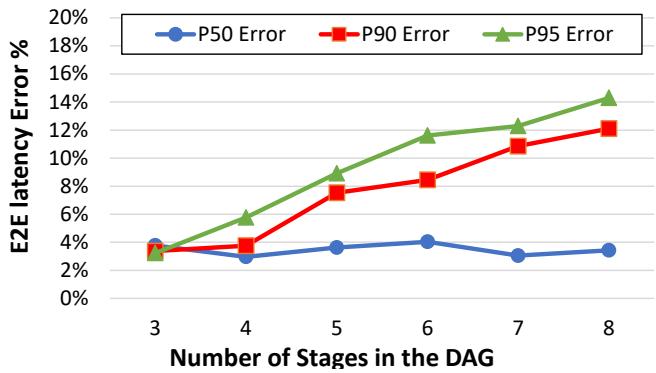 20%
P50 Error P90 Error P95 Error
18%
16%
14%
12%
10%
8%
6%
4%
2%
0%
E2E latency Error %
3 4 5 6 7 8
Number of Stages in the DAG